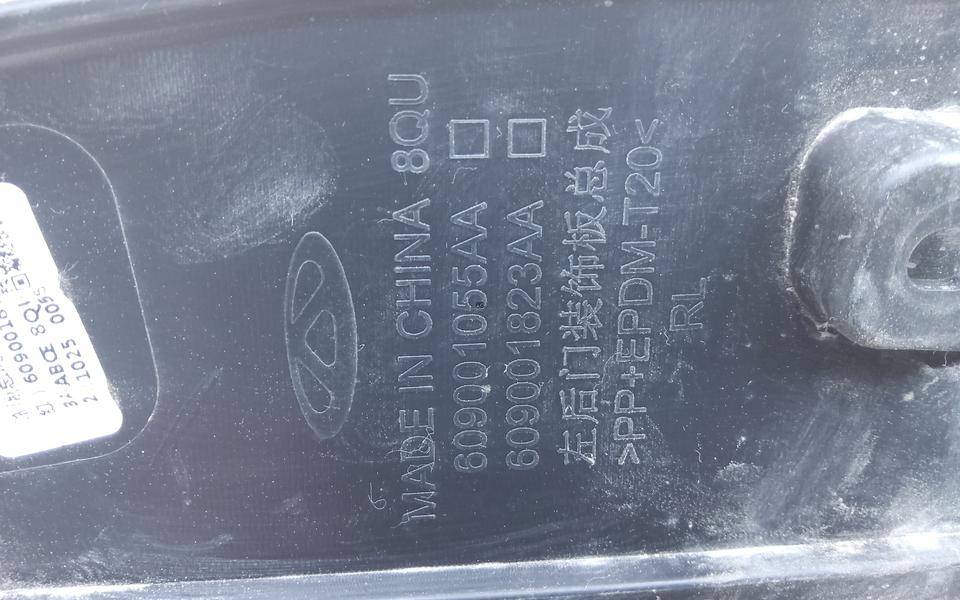 MADE IN CHINA 8QU
609001055AA
609001823AA
左后门装饰板总成
>PP+EPDM-T20<
RL